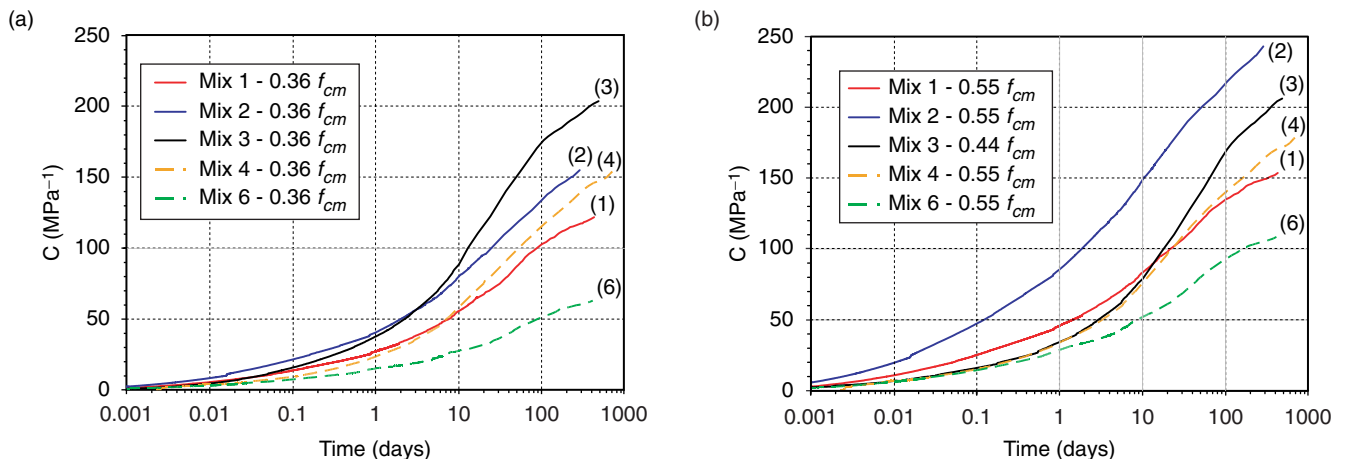 (a)
250
200
150
100
50
0
C (MPa⁻¹)
Mix 1 - 0.36 fcm
Mix 2 - 0.36 fcm
Mix 3 - 0.36 fcm
Mix 4 - 0.36 fcm
Mix 6 - 0.36 fcm
(3)
(2)
(4)
(1)
(6)
0.001 0.01 0.1 1 10 100 1000
Time (days)
(b)
250
200
150
100
50
0
C (MPa⁻¹)
Mix 1 - 0.55 fcm
Mix 2 - 0.55 fcm
Mix 3 - 0.44 fcm
Mix 4 - 0.55 fcm
Mix 6 - 0.55 fcm
(2)
(3)
(4)
(1)
(6)
0.001 0.01 0.1 1 10 100 1000
Time (days)